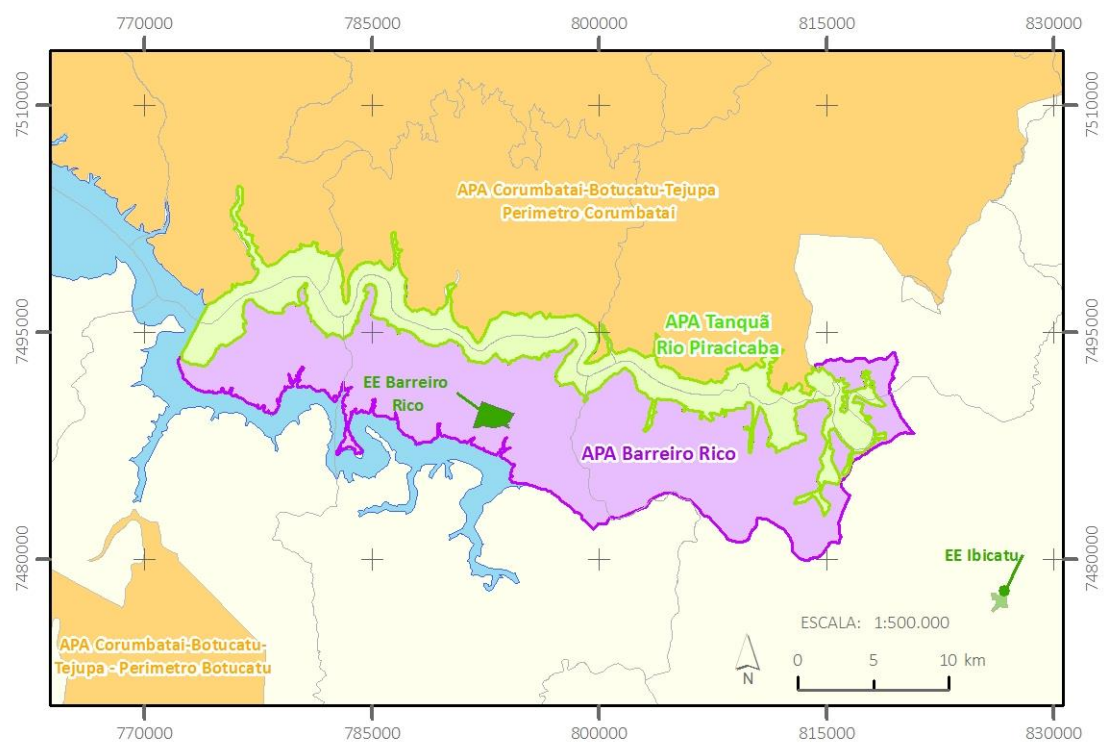 770000
785000
800000
815000
830000
7510000
7510000
APA Corumbatai-Botucatu-Tejupa
Perimetro Corumbatai
7495000
7495000
APA Tanquã
Rio Piracicaba
EE Barreiro
Rico
APA Barreiro Rico
7480000
7480000
EE Ibicatu
ESCALA: 1:500.000
APA Corumbatai-Botucatu-
Tejupa - Perimetro Botucatu
N
0
5
10 km
770000
785000
800000
815000
830000